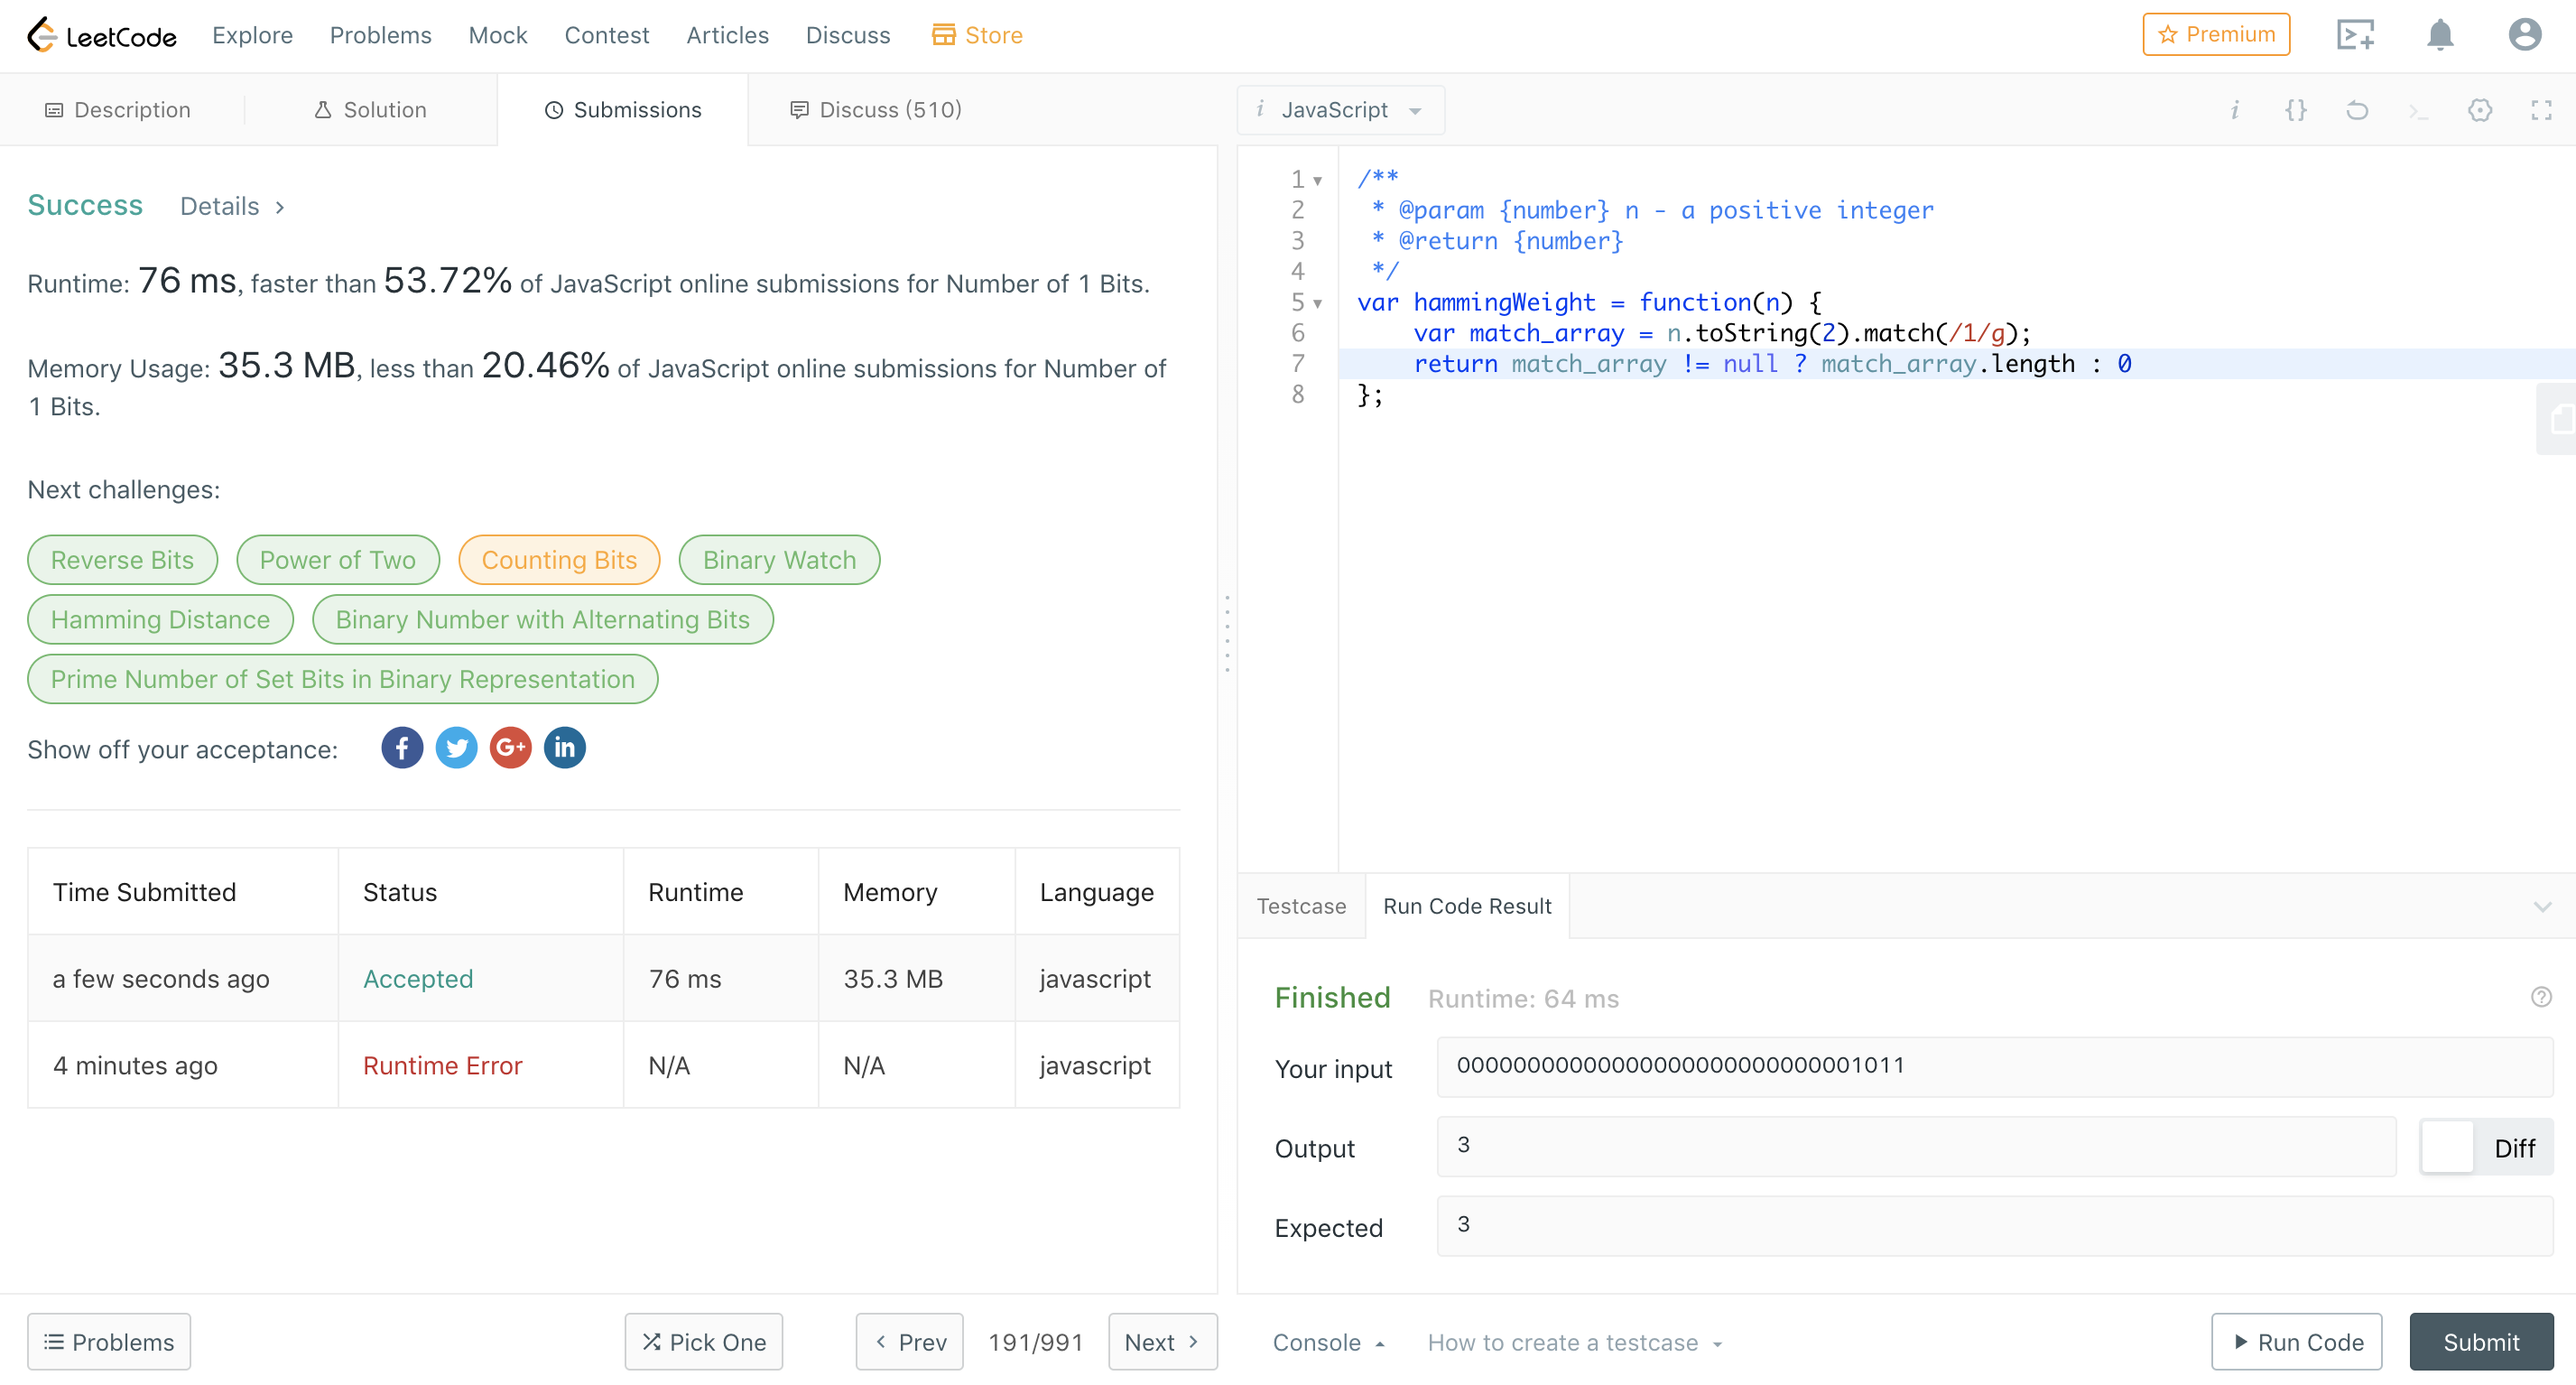 LeetCode Explore Problems Mock Contest Articles Discuss Store Premium
Description Solution Submissions Discuss (510)
Success Details
Runtime: 76 ms, faster than 53.72% of JavaScript online submissions for Number of 1 Bits.
Memory Usage: 35.3 MB, less than 20.46% of JavaScript online submissions for Number of
1 Bits.
Next challenges:
Reverse Bits Power of Two Counting Bits Binary Watch
Hamming Distance Binary Number with Alternating Bits
Prime Number of Set Bits in Binary Representation
Show off your acceptance: f G+ in
Time Submitted Status Runtime Memory Language
a few seconds ago Accepted 76 ms 35.3 MB javascript
4 minutes ago Runtime Error N/A N/A javascript
i JavaScript i {} >_
1 /**
2 * @param {number} n - a positive integer
3 * @return {number}
4 */
5 var hammingWeight = function(n) {
6 var match_array = n.toString(2).match(/1/g);
7 return match_array != null ? match_array.length : 0
8 };
Testcase Run Code Result
Finished Runtime: 64 ms
Your input 00000000000000000000000000001011
Output 3 Diff
Expected 3
Problems Pick One Prev 191/991 Next Console How to create a testcase Run Code Submit